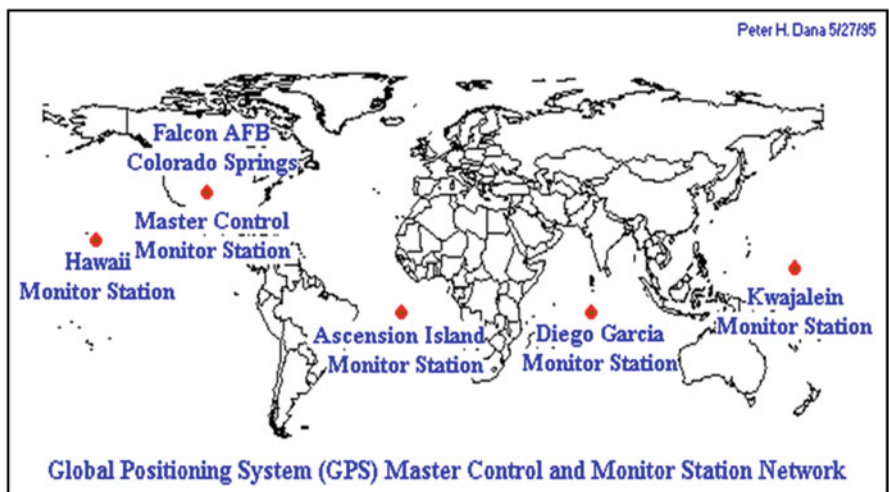 Peter H. Dana 5/27/95
Falcon AFB
Colorado Springs
Master Control
Monitor Station
Hawaii
Monitor Station
Ascension Island
Monitor Station
Diego Garcia
Monitor Station
Kwajalein
Monitor Station
Global Positioning System (GPS) Master Control and Monitor Station Network